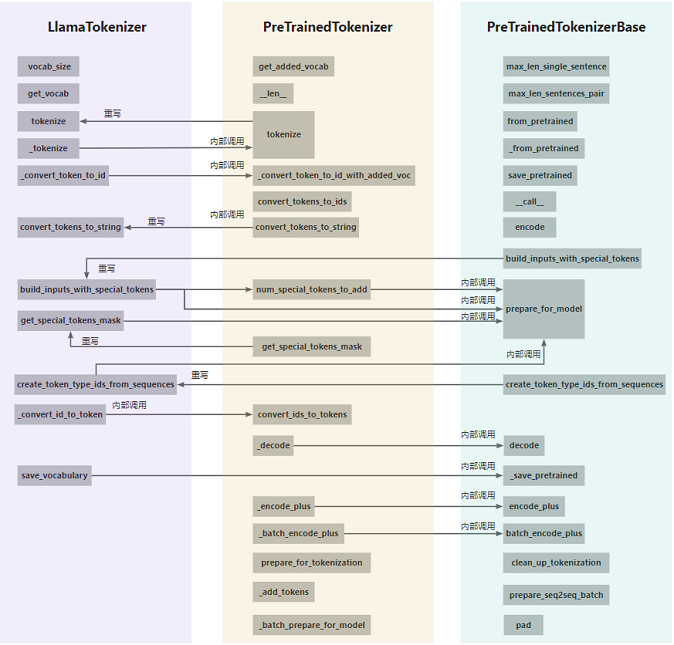 LlamaTokenizer PreTrainedTokenizer PreTrainedTokenizerBase
vocab_size get_added_vocab max_len_single_sentence
get_vocab __len__ max_len_sentences_pair
tokenize 重写 tokenize from_pretrained
_tokenize 内部调用 _from_pretrained
_convert_token_to_id 内部调用 _convert_token_to_id_with_added_voc save_pretrained
convert_tokens_to_ids __call__
convert_tokens_to_string 重写 内部调用 convert_tokens_to_string encode
build_inputs_with_special_tokens
重写
build_inputs_with_special_tokens num_special_tokens_to_add 内部调用 prepare_for_model
内部调用
get_special_tokens_mask 内部调用
重写 get_special_tokens_mask
内部调用
create_token_type_ids_from_sequences 重写 create_token_type_ids_from_sequences
_convert_id_to_token 内部调用 convert_ids_to_tokens
_decode 内部调用 decode
save_vocabulary 内部调用 _save_pretrained
_encode_plus 内部调用 encode_plus
_batch_encode_plus 内部调用 batch_encode_plus
prepare_for_tokenization clean_up_tokenization
_add_tokens prepare_seq2seq_batch
_batch_prepare_for_model pad